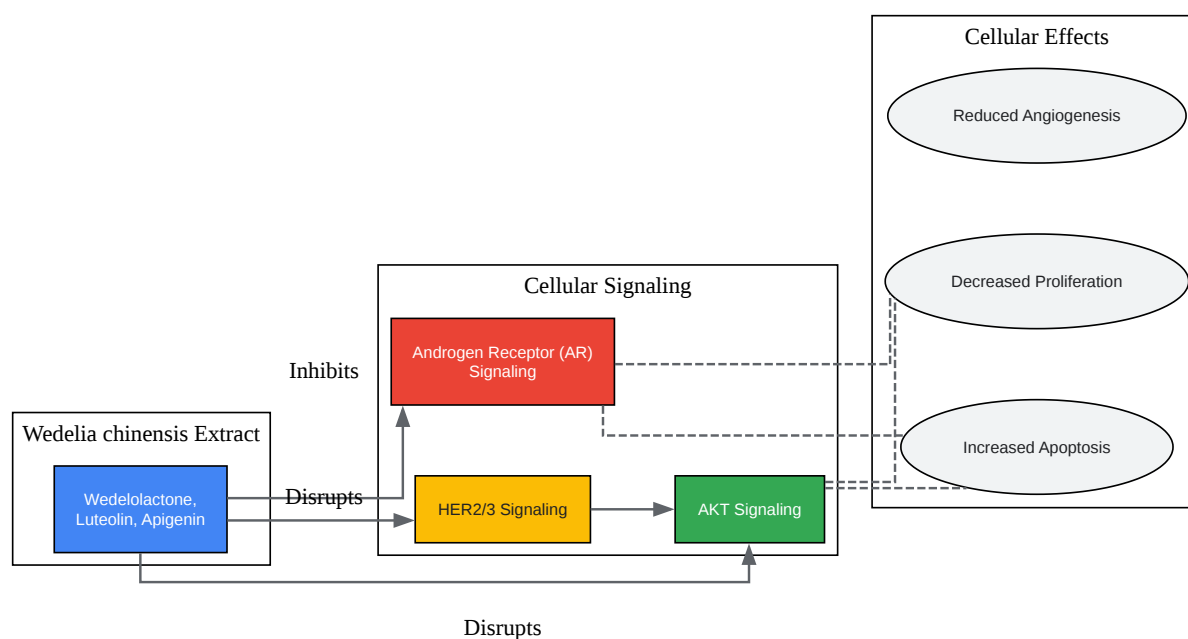 Cellular Effects
Reduced Angiogenesis
Decreased Proliferation
Increased Apoptosis
Cellular Signaling
Androgen Receptor (AR)
Signaling
Inhibits
Wedelia chinensis Extract
Wedelolactone,
Luteolin, Apigenin
Disrupts
HER2/3 Signaling
AKT Signaling
Disrupts